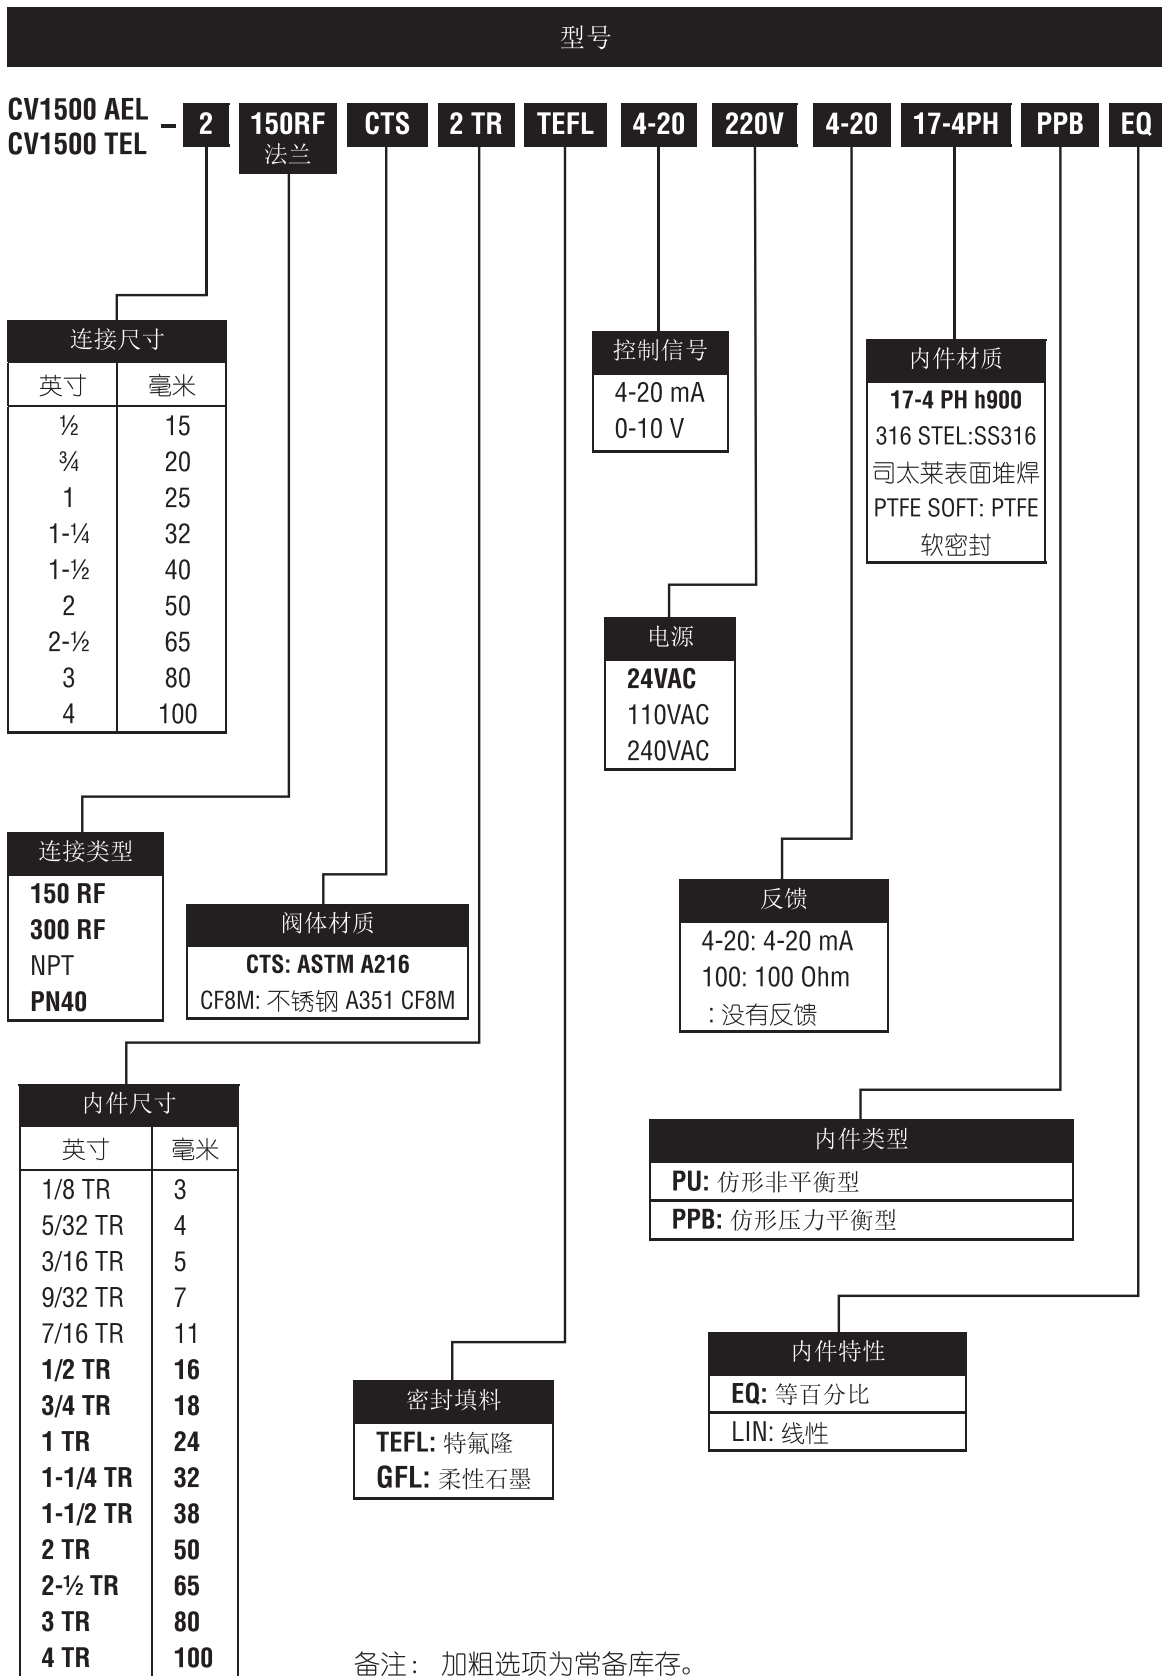 型号
CV1500 AEL
CV1500 TEL
– 2 150RF CTS 2 TR TEFL 4-20 220V 4-20 17-4PH PPB EQ
法兰
连接尺寸
英寸 毫米
½ 15
¾ 20
1 25
1-¼ 32
1-½ 40
2 50
2-½ 65
3 80
4 100
控制信号
4-20 mA
0-10 V
内件材质
17-4 PH h900
316 STEL:SS316
司太莱表面堆焊
PTFE SOFT: PTFE
软密封
电源
24VAC
110VAC
240VAC
连接类型
150 RF
300 RF
NPT
PN40
阀体材质
CTS: ASTM A216
CF8M: 不锈钢 A351 CF8M
反馈
4-20: 4-20 mA
100: 100 Ohm
: 没有反馈
内件尺寸
英寸 毫米
1/8 TR 3
5/32 TR 4
3/16 TR 5
9/32 TR 7
7/16 TR 11
1/2 TR 16
3/4 TR 18
1 TR 24
1-1/4 TR 32
1-1/2 TR 38
2 TR 50
2-½ TR 65
3 TR 80
4 TR 100
内件类型
PU: 仿形非平衡型
PPB: 仿形压力平衡型
内件特性
EQ: 等百分比
LIN: 线性
密封填料
TEFL: 特氟隆
GFL: 柔性石墨
备注： 加粗选项为常备库存。